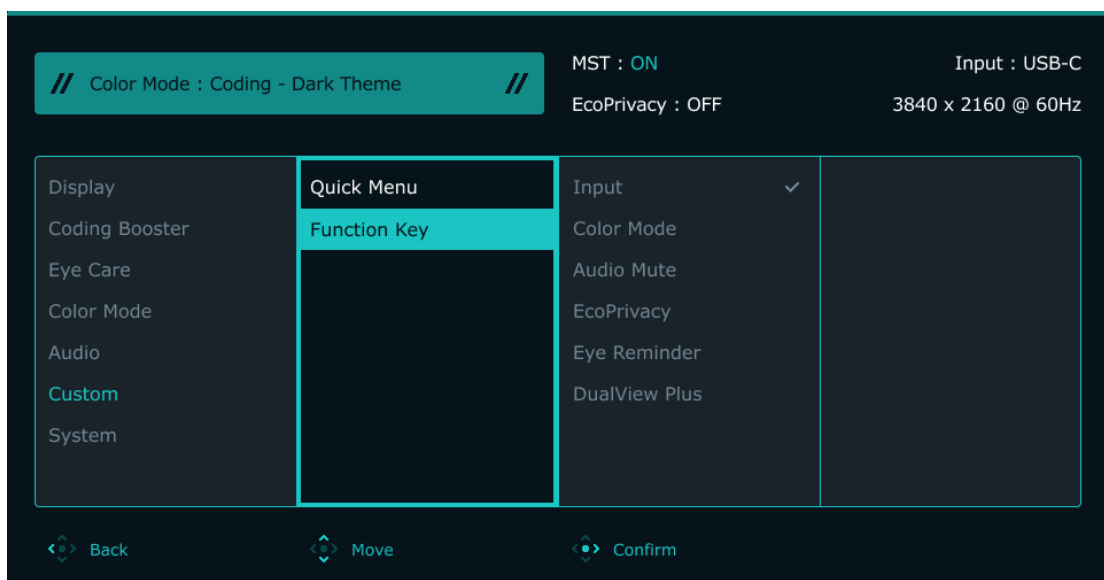 Color Mode : Coding - Dark Theme
MST : ON
Input : USB-C
EcoPrivacy : OFF
3840 x 2160 @ 60Hz
Display
Coding Booster
Eye Care
Color Mode
Audio
Custom
System
Quick Menu
Function Key
Input
Color Mode
Audio Mute
EcoPrivacy
Eye Reminder
DualView Plus
Back
Move
Confirm